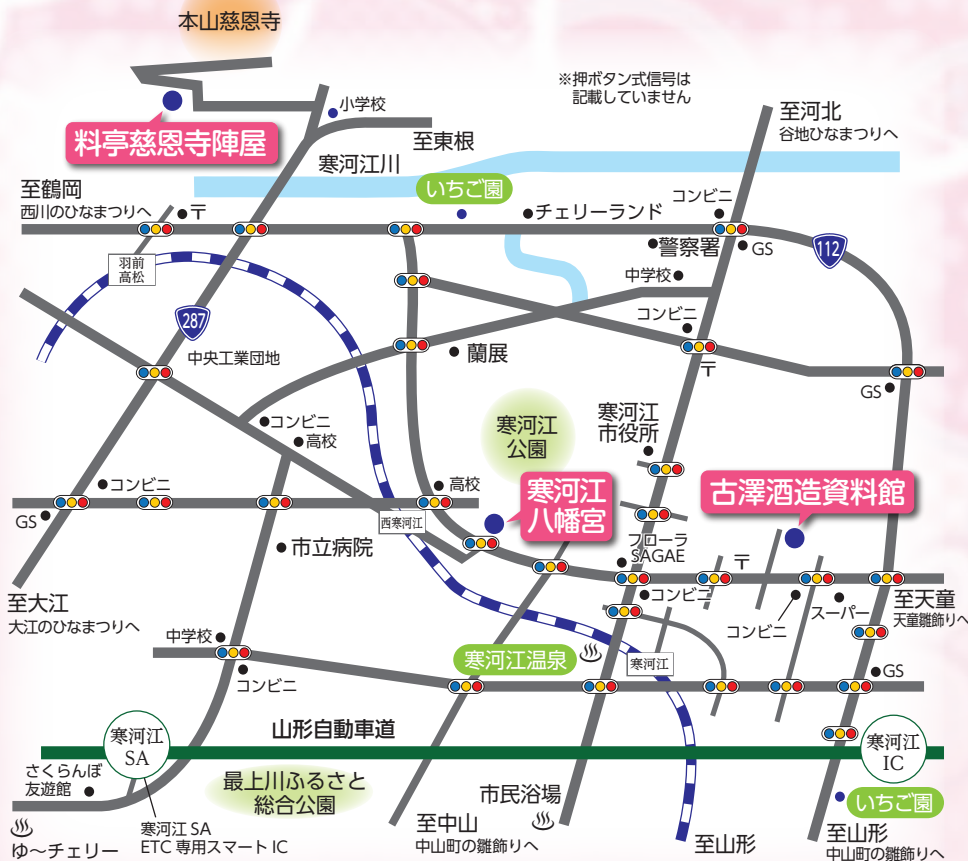 本山慈恩寺
※押ボタン式信号は
記載していません
小学校
至河北
谷地ひなまつりへ
料亭慈恩寺陣屋
至東根
寒河江川
至鶴岡
西川のひなまつりへ
〒
いちご園
チェリーランド
コンビニ
警察署
GS
112
羽前
高松
中学校
287
コンビニ
中央工業団地
蘭展
〒
GS
コンビニ
高校
寒河江
公園
寒河江
市役所
コンビニ
高校
寒河江
八幡宮
古澤酒造資料館
GS
西寒河江
市立病院
フローラ
SAGAE
〒
コンビニ
コンビニ
スーパー
至大江
大江のひなまつりへ
至天童
天童雛飾りへ
中学校
コンビニ
寒河江温泉
寒河江
GS
寒河江
SA
山形自動車道
寒河江
IC
さくらんぼ
友遊館
最上川ふるさと
総合公園
市民浴場
いちご園
ゆ〜チェリー
寒河江 SA
ETC 専用スマート IC
至中山
中山町の雛飾りへ
至山形
至山形
中山町の雛飾りへ